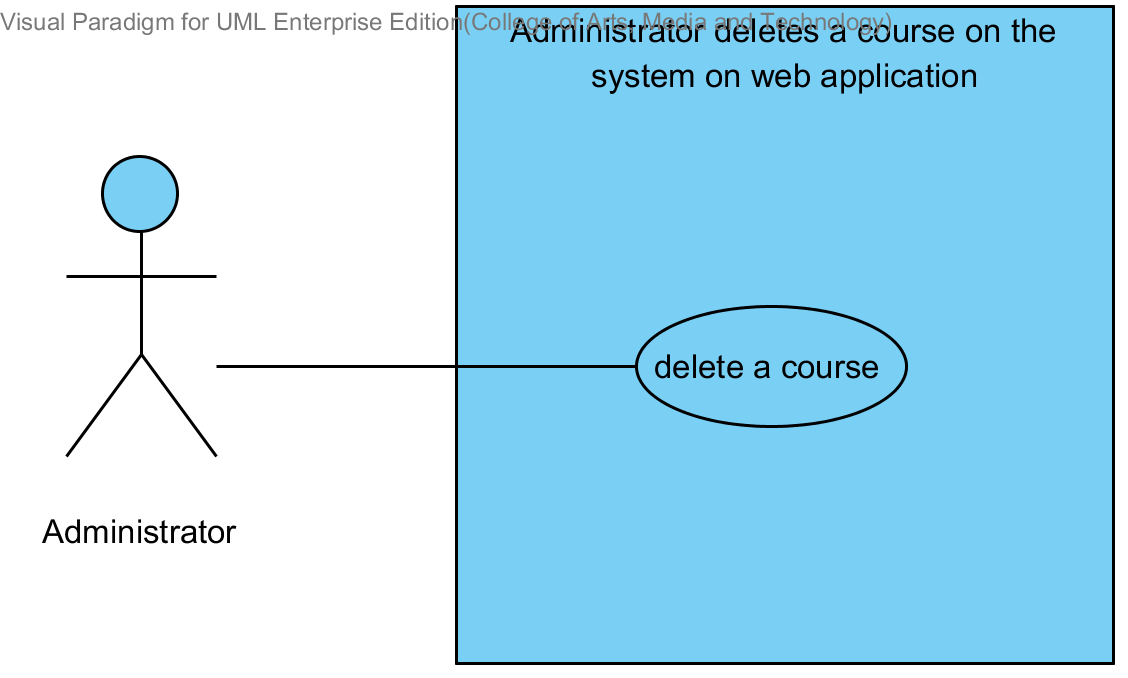 Visual Paradigm for UML Enterprise Edition(College of Arts, Media and Technology)
Administrator deletes a course on the
system on web application
delete a course
Administrator